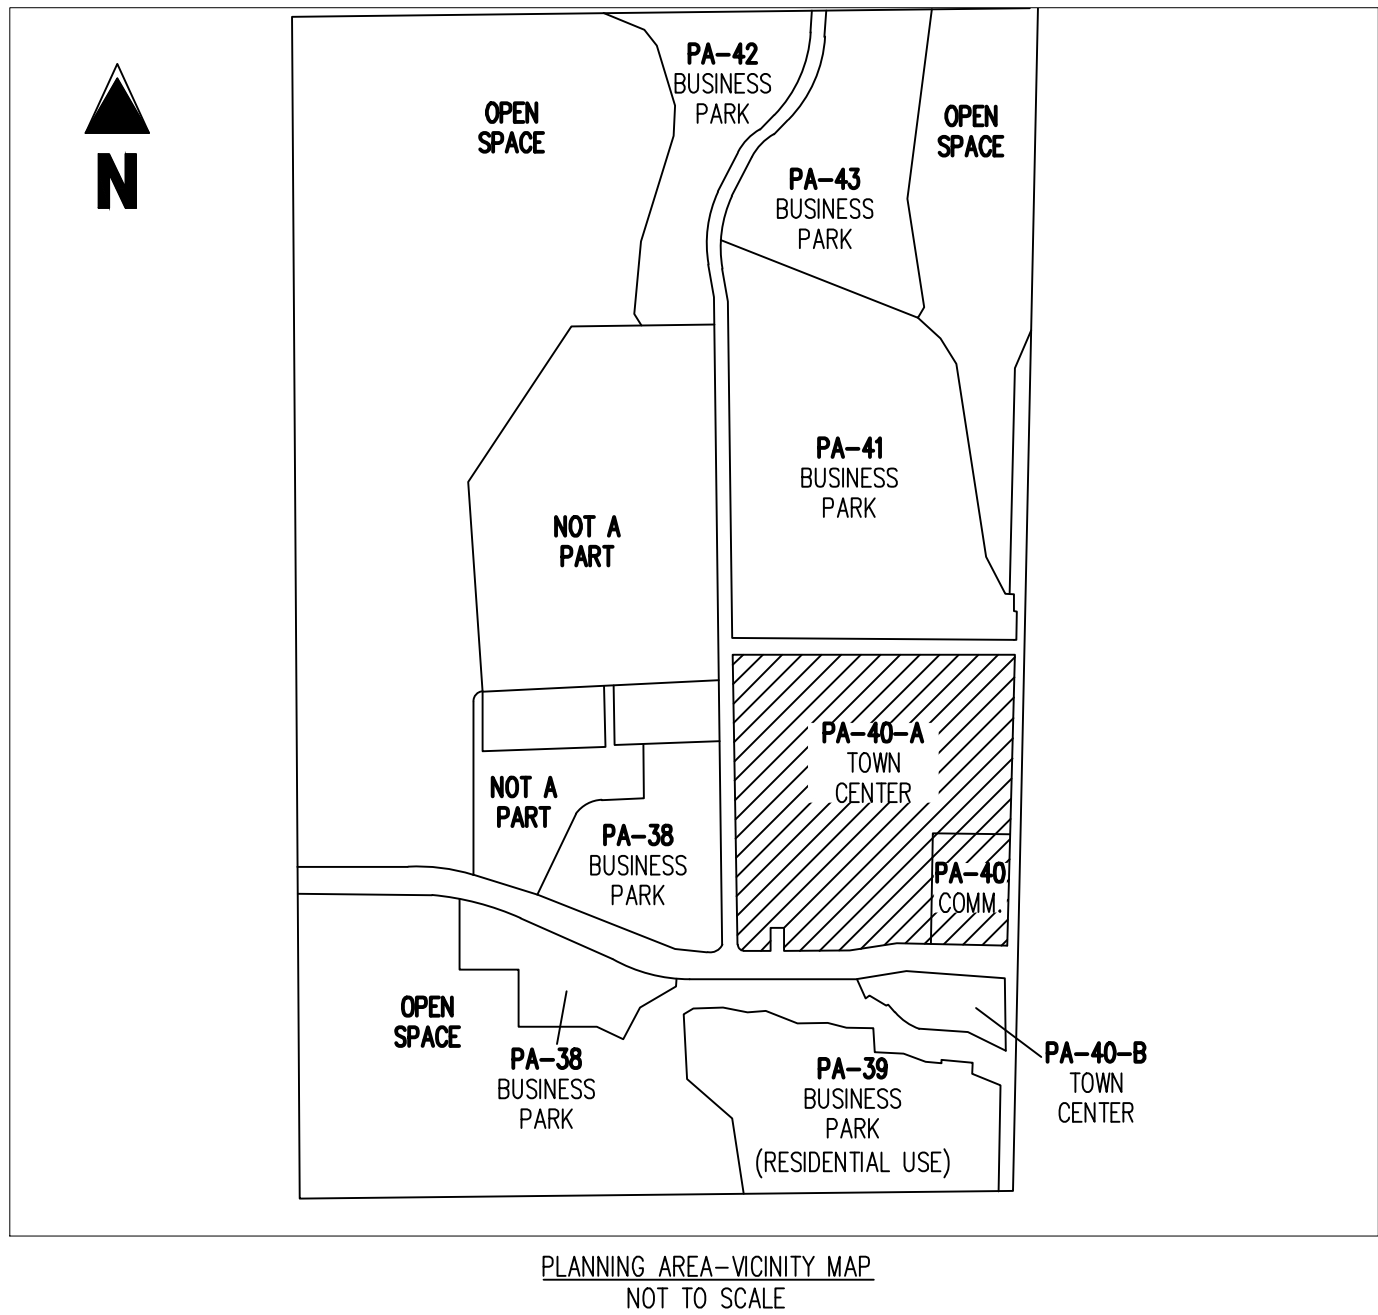 PA-42
BUSINESS
PARK
OPEN
SPACE
OPEN
SPACE
N
PA-43
BUSINESS
PARK
PA-41
BUSINESS
PARK
NOT A
PART
PA-40-A
TOWN
CENTER
NOT A
PART
PA-38
BUSINESS
PARK
PA-40
COMM.
OPEN
SPACE
PA-38
BUSINESS
PARK
PA-39
BUSINESS
PARK
(RESIDENTIAL USE)
PA-40-B
TOWN
CENTER
PLANNING AREA-VICINITY MAP
NOT TO SCALE